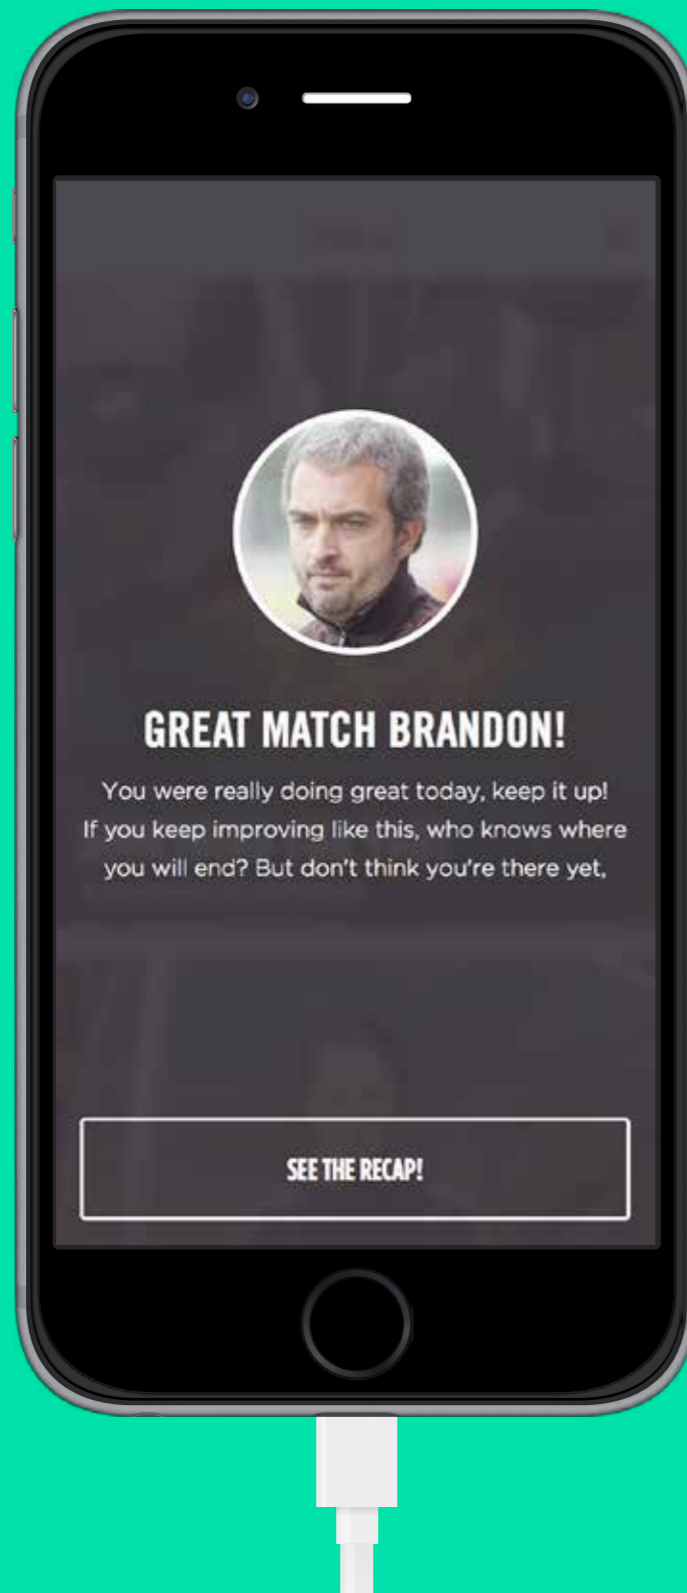 GREAT MATCH BRANDON!
You were really doing great today, keep it up!
If you keep improving like this, who knows where
you will end? But don't think you're there yet,
SEE THE RECAP!